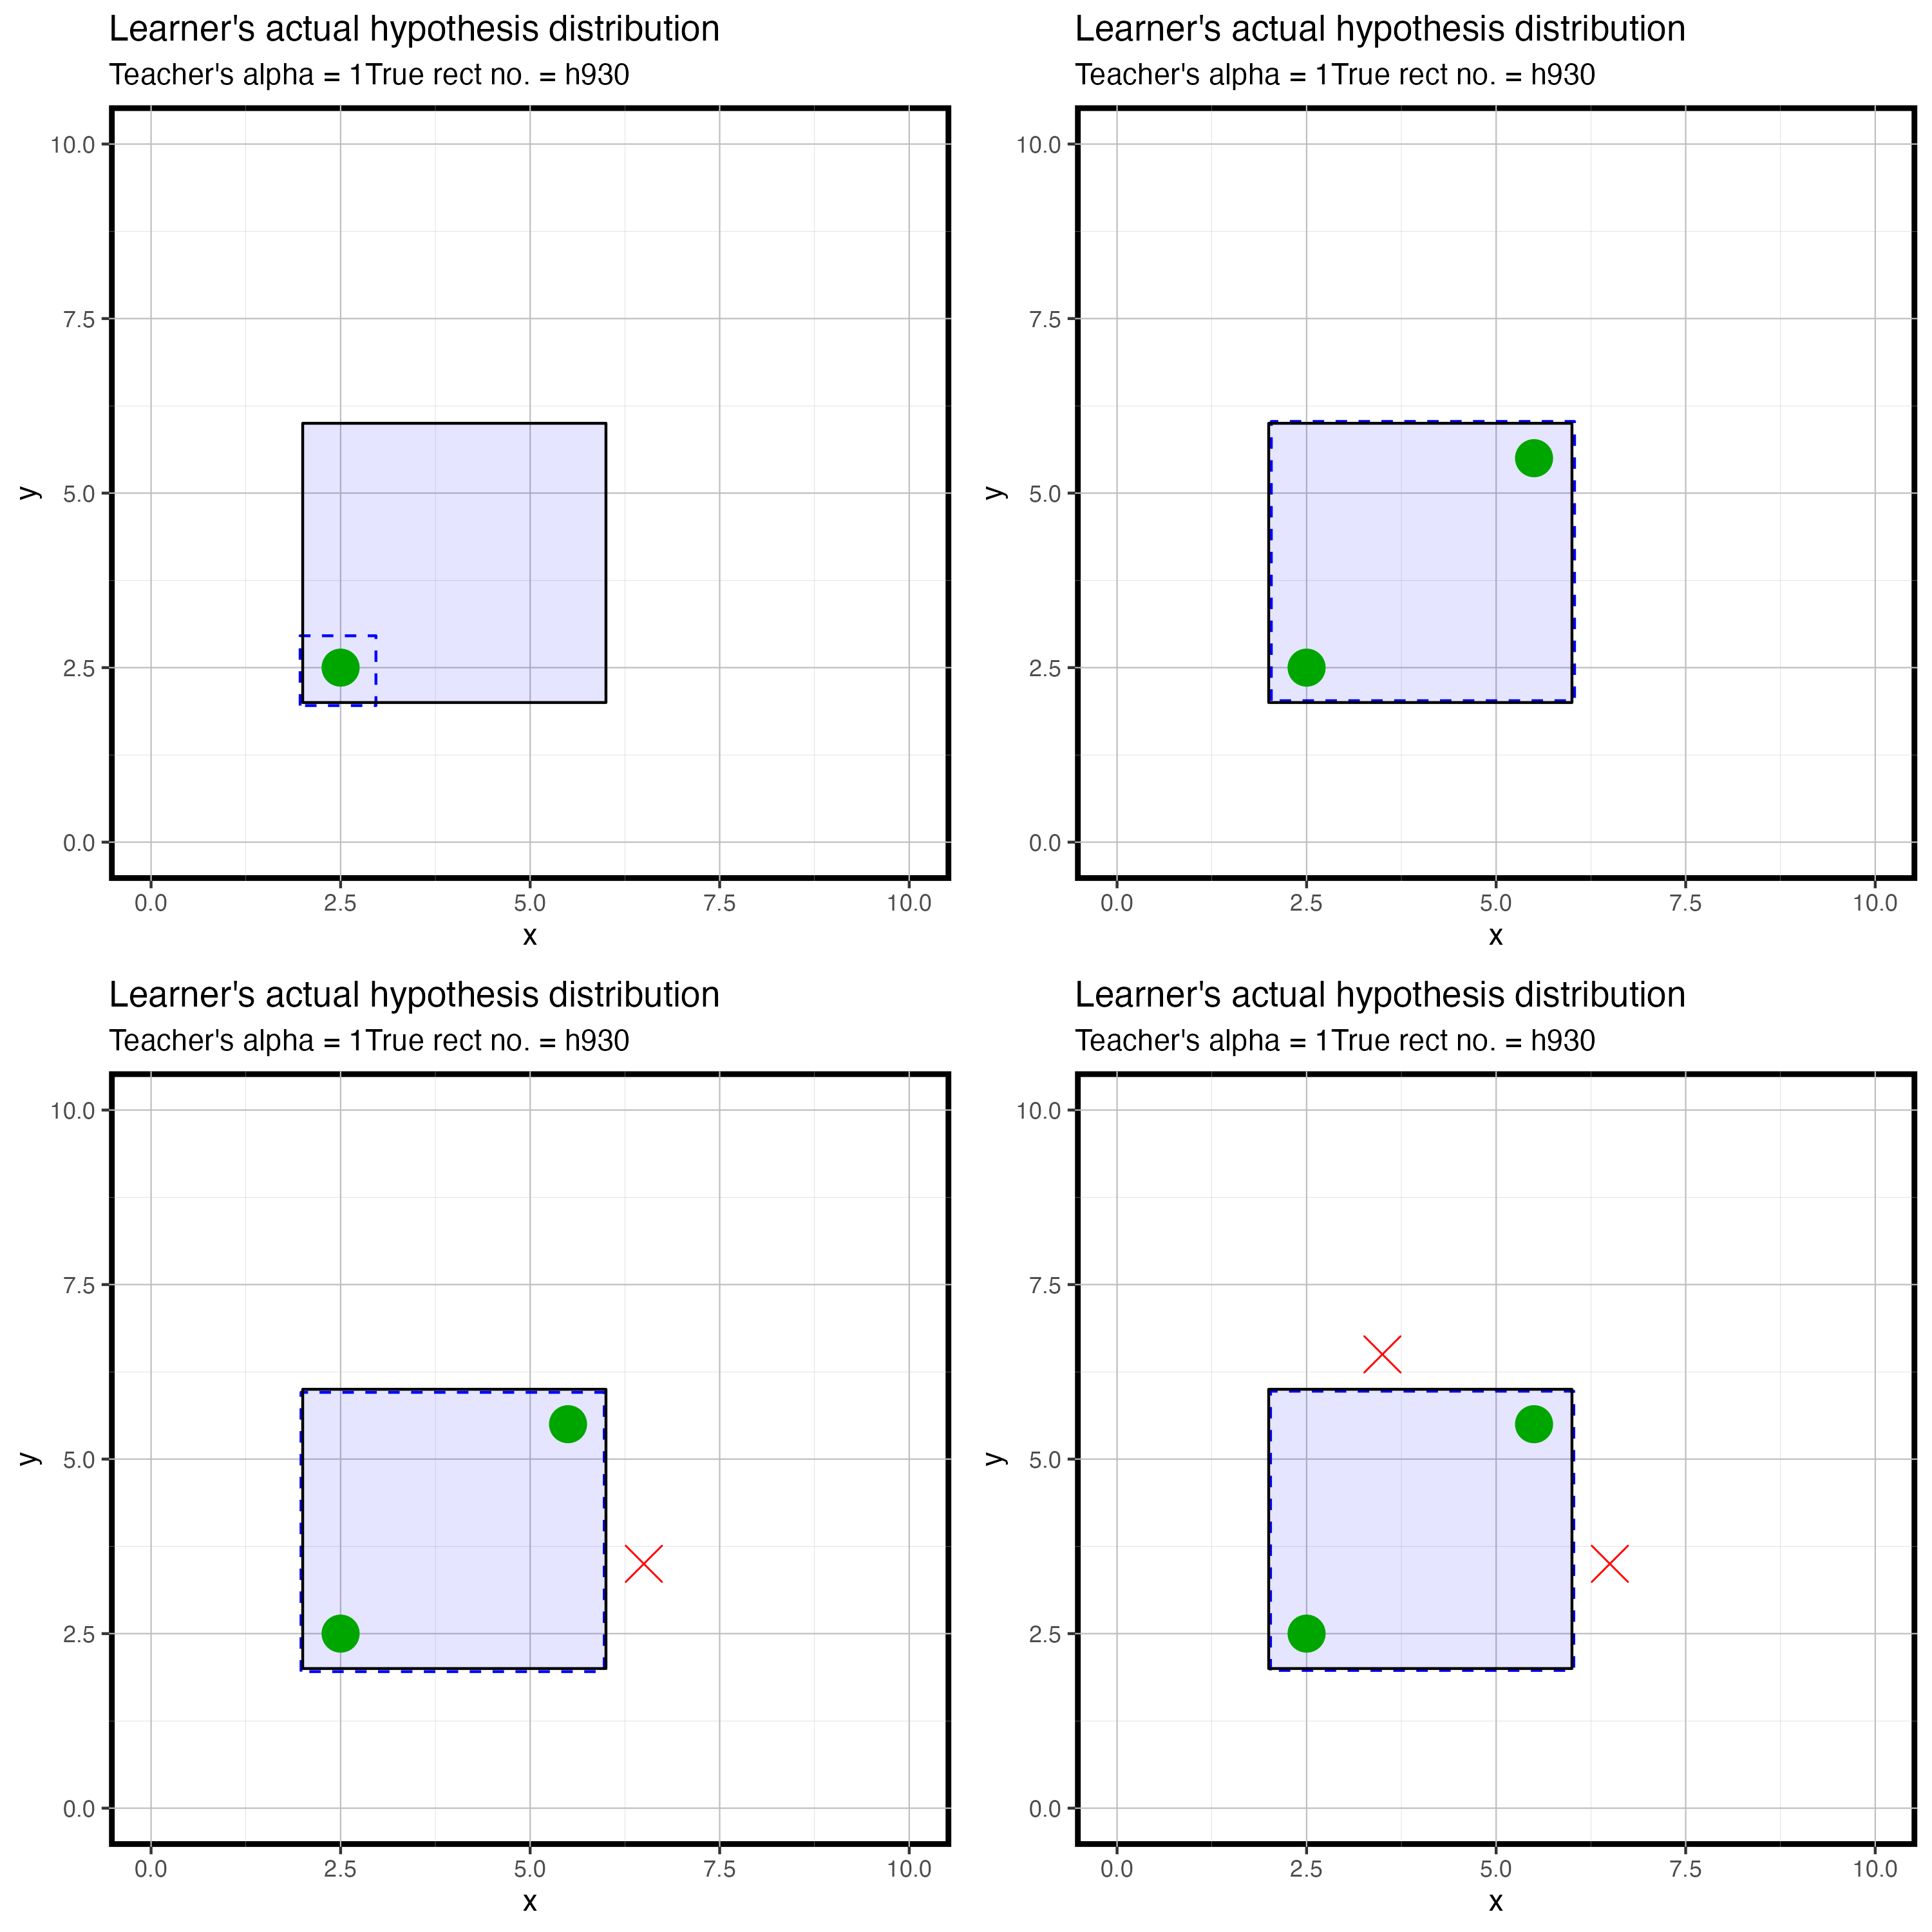 Learner's actual hypothesis distribution
Teacher's alpha = 1True rect no. = h930
10.0
7.5
5.0
2.5
0.0
y
0.0 2.5 5.0 7.5 10.0
x
Learner's actual hypothesis distribution
Teacher's alpha = 1True rect no. = h930
10.0
7.5
5.0
2.5
0.0
y
0.0 2.5 5.0 7.5 10.0
x
Learner's actual hypothesis distribution
Teacher's alpha = 1True rect no. = h930
10.0
7.5
5.0
2.5
0.0
y
0.0 2.5 5.0 7.5 10.0
x
Learner's actual hypothesis distribution
Teacher's alpha = 1True rect no. = h930
10.0
7.5
5.0
2.5
0.0
y
0.0 2.5 5.0 7.5 10.0
x